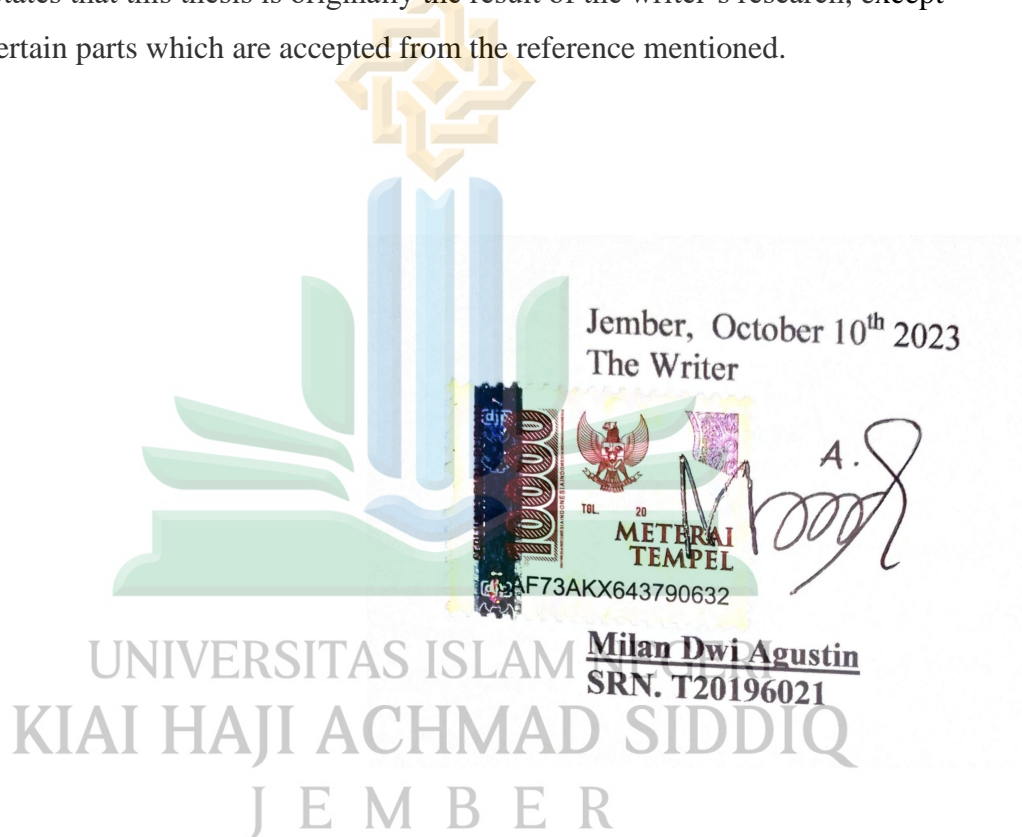 tates that this thesis is originally the result of the writer's research, except
ertain parts which are accepted from the reference mentioned.
Jember, October 10th 2023
The Writer
10000
TGL. 20
METERAI
TEMPEL
AF73AKX643790632
A.
Milan Dwi Agustin
SRN. T20196021
UNIVERSITAS ISLAM NEGERI
KIAI HAJI ACHMAD SIDDIQ
JEMBER